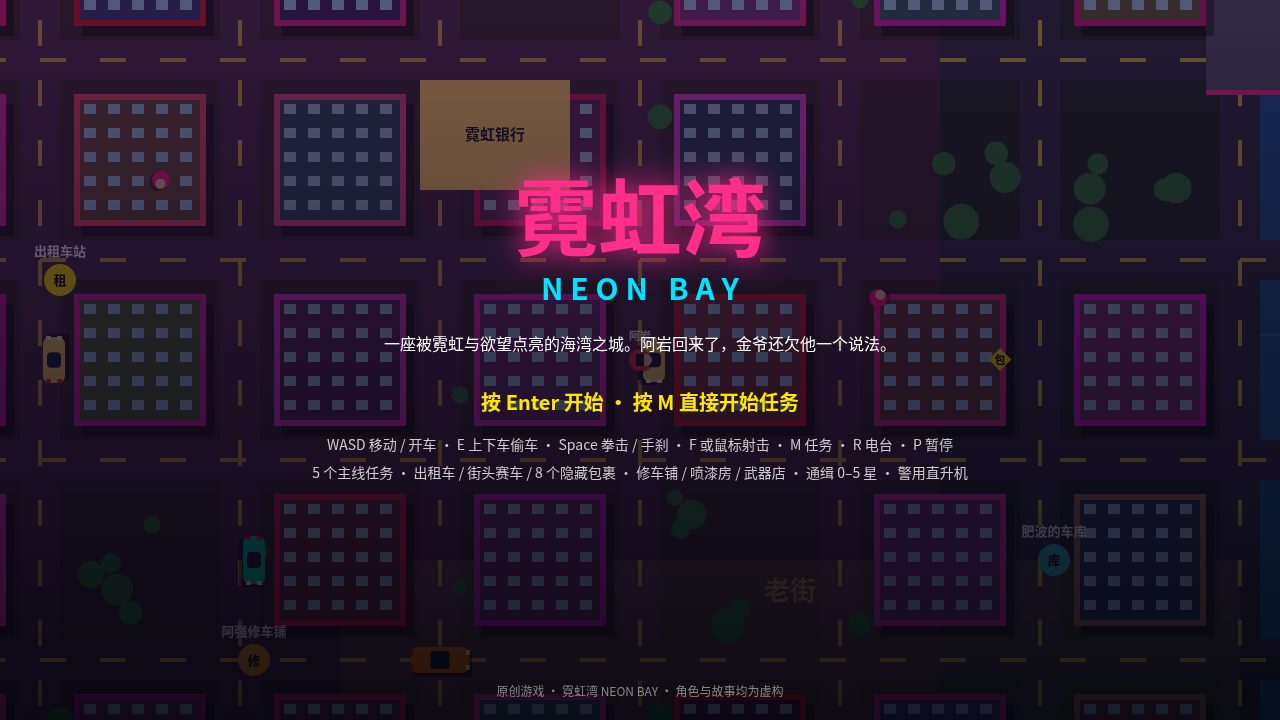 霓虹银行
霓虹湾
NEON BAY
出租车站
租
阿岩
一座被霓虹与欲望点亮的海湾之城。阿岩回来了，金爷还欠他一个说法。
包
按 Enter 开始 · 按 M 直接开始任务
WASD 移动 / 开车 · E 上下车偷车 · Space 拳击 / 手刹 · F 或鼠标射击 · M 任务 · R 电台 · P 暂停
5 个主线任务 · 出租车 / 街头赛车 / 8 个隐藏包裹 · 修车铺 / 喷漆房 / 武器店 · 通缉 0–5 星 · 警用直升机
肥波的车库
库
老街
阿强修车铺
修
原创游戏 · 霓虹湾 NEON BAY · 角色与故事均为虚构